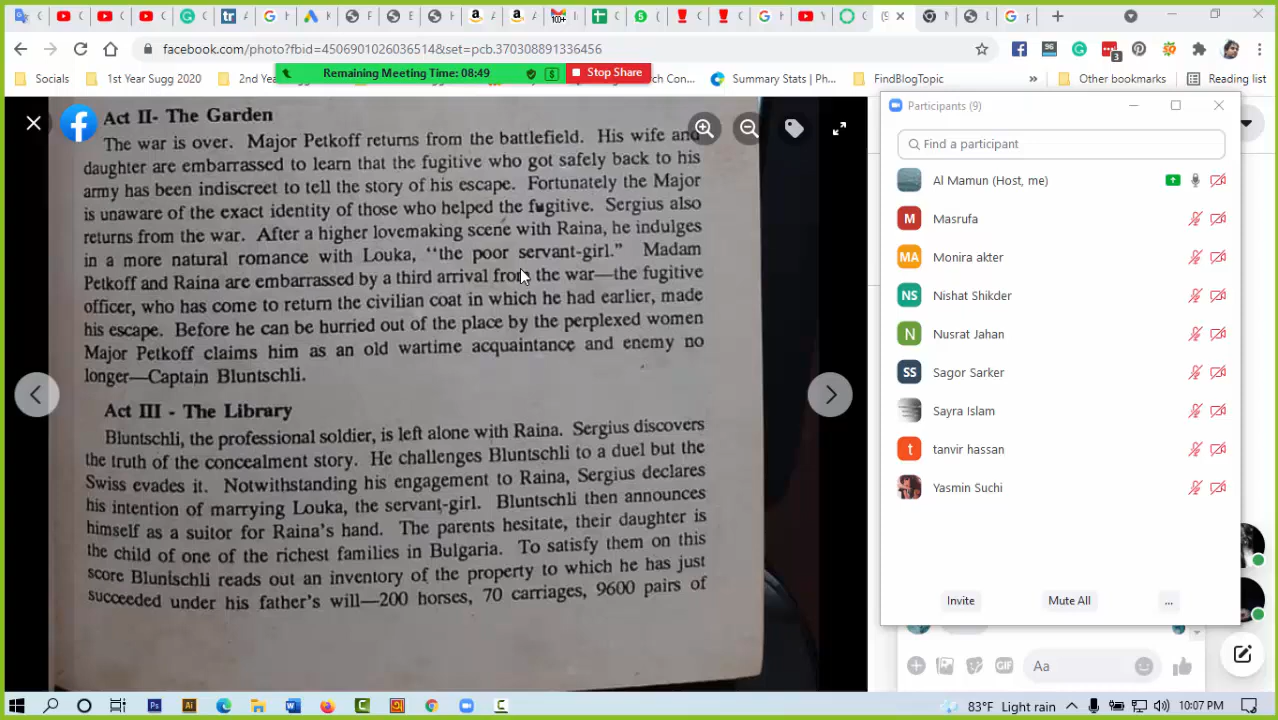 A
10+
3
facebook.com/photo?fbid=4506901026036514&set=pcb.370308891336456
96
3
Socials
1st Year Sugg 2020
2nd Yea
ch Con...
Summary Stats | Ph...
FindBlogTopic
»
Other bookmarks
Reading list
Remaining Meeting Time: 08:49
Stop Share
Act II- The Garden
The war is over. Major Petkoff returns from the battlefield. His wife and
daughter are embarrassed to learn that the fugitive who got safely back to his
army has been indiscreet to tell the story of his escape. Fortunately the Major
is unaware of the exact identity of those who helped the fugitive. Sergius also
returns from the war. After a higher lovemaking scene with Raina, he indulges
in a more natural romance with Louka, “the poor servant-girl.” Madam
Petkoff and Raina are embarrassed by a third arrival from the war—the fugitive
officer, who has come to return the civilian coat in which he had earlier, made
his escape. Before he can be hurried out of the place by the perplexed women
Major Petkoff claims him as an old wartime acquaintance and enemy no
longer—Captain Bluntschli.
Act III - The Library
Bluntschli, the professional soldier, is left alone with Raina. Sergius discovers
the truth of the concealment story. He challenges Bluntschli to a duel but the
Swiss evades it. Notwithstanding his engagement to Raina, Sergius declares
his intention of marrying Louka, the servant-girl. Bluntschli then announces
himself as a suitor for Raina's hand. The parents hesitate, their daughter is
the child of one of the richest families in Bulgaria. To satisfy them on this
score Bluntschli reads out an inventory of the property to which he has just
succeeded under his father's will—200 horses, 70 carriages, 9600 pairs of
Participants (9)
Find a participant
Al Mamun (Host, me)
M Masrufa
MA Monira akter
NS Nishat Shikder
N Nusrat Jahan
SS Sagor Sarker
Sayra Islam
t tanvir hassan
Yasmin Suchi
Invite
Mute All
...
GIF
Aa
83°F Light rain
10:07 PM